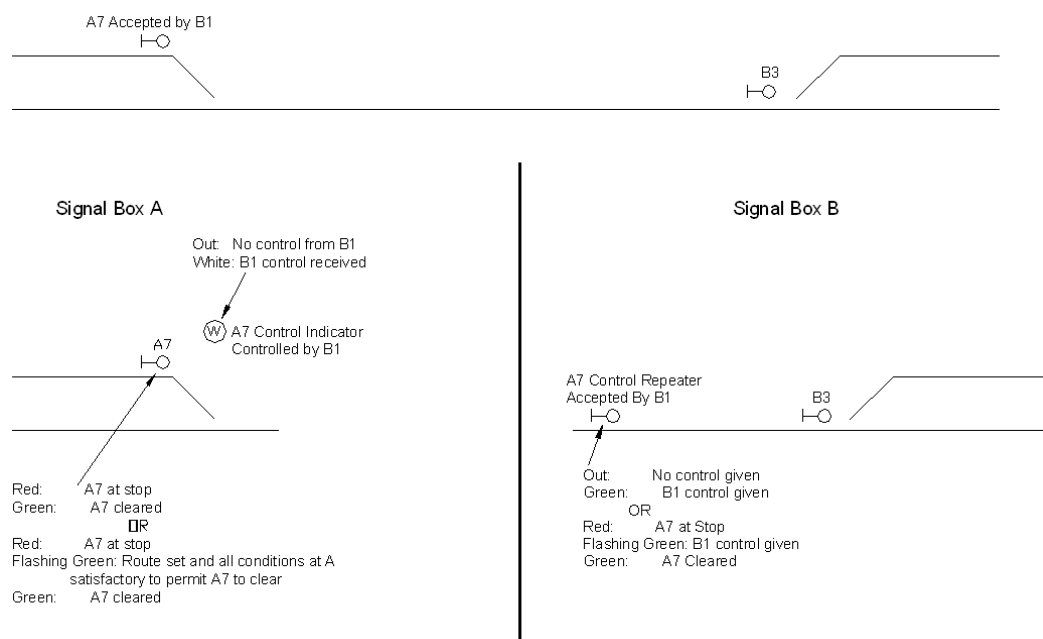 A7 Accepted by B1
B3
Signal Box A
Signal Box B
Out: No control from B1
White: B1 control received
W
A7 Control Indicator
Controlled by B1
A7
A7 Control Repeater
Accepted By B1
B3
Red: A7 at stop
Green: A7 cleared
OR
Red: A7 at stop
Flashing Green: Route set and all conditions at A
satisfactory to permit A7 to clear
Green: A7 cleared
Out: No control given
Green: B1 control given
OR
Red: A7 at Stop
Flashing Green: B1 control given
Green: A7 Cleared